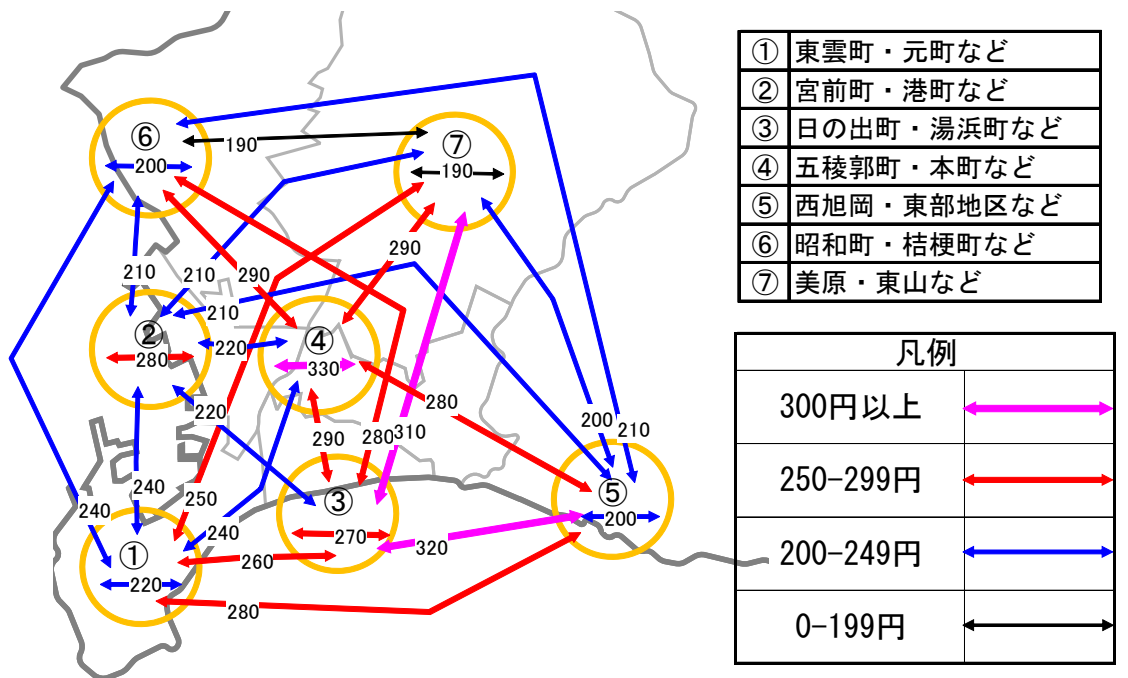 ① 東雲町・元町など
② 宮前町・港町など
③ 日の出町・湯浜町など
④ 五稜郭町・本町など
⑤ 西旭岡・東部地区など
⑥ 昭和町・桔梗町など
⑦ 美原・東山など
凡例
300円以上
250-299円
200-249円
0-199円
⑥
⑦
190
200
190
210
210
290
290
210
②
④
280
220
330
220
280
200
210
290
280
310
240
250
③
⑤
240
240
200
①
270
320
260
220
280